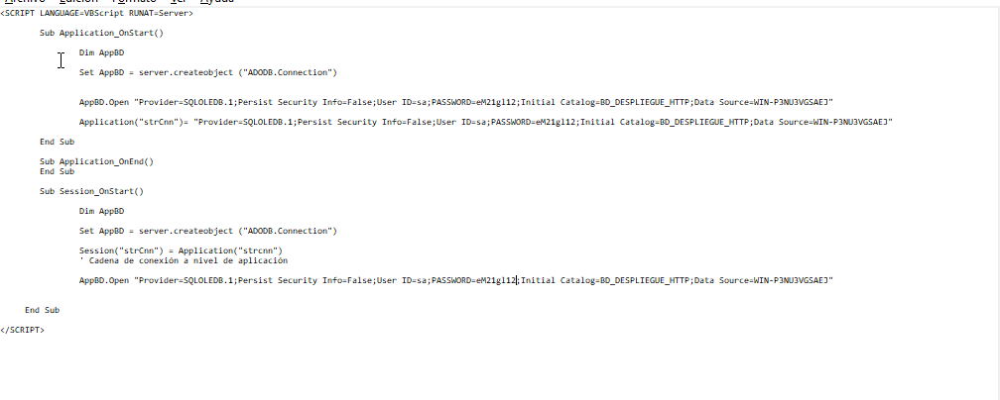 Archivo Edición Formato Ver Ayuda
<SCRIPT LANGUAGE=VBScript RUNAT=Server>
Sub Application_OnStart()
Dim AppBD
Set AppBD = server.createobject ("ADODB.Connection")
AppBD.Open "Provider=SQLOLEDB.1;Persist Security Info=False;User ID=sa;PASSWORD=eM21gl12;Initial Catalog=BD_DESPLIEGUE_HTTP;Data Source=WIN-P3NU3VGSAEJ"
Application("strCnn")= "Provider=SQLOLEDB.1;Persist Security Info=False;User ID=sa;PASSWORD=eM21gl12;Initial Catalog=BD_DESPLIEGUE_HTTP;Data Source=WIN-P3NU3VGSAEJ"
End Sub
Sub Application_OnEnd()
End Sub
Sub Session_OnStart()
Dim AppBD
Set AppBD = server.createobject ("ADODB.Connection")
Session("strCnn") = Application("strcnn")
' Cadena de conexión a nivel de aplicación
AppBD.Open "Provider=SQLOLEDB.1;Persist Security Info=False;User ID=sa;PASSWORD=eM21gl12;Initial Catalog=BD_DESPLIEGUE_HTTP;Data Source=WIN-P3NU3VGSAEJ"
End Sub
</SCRIPT>